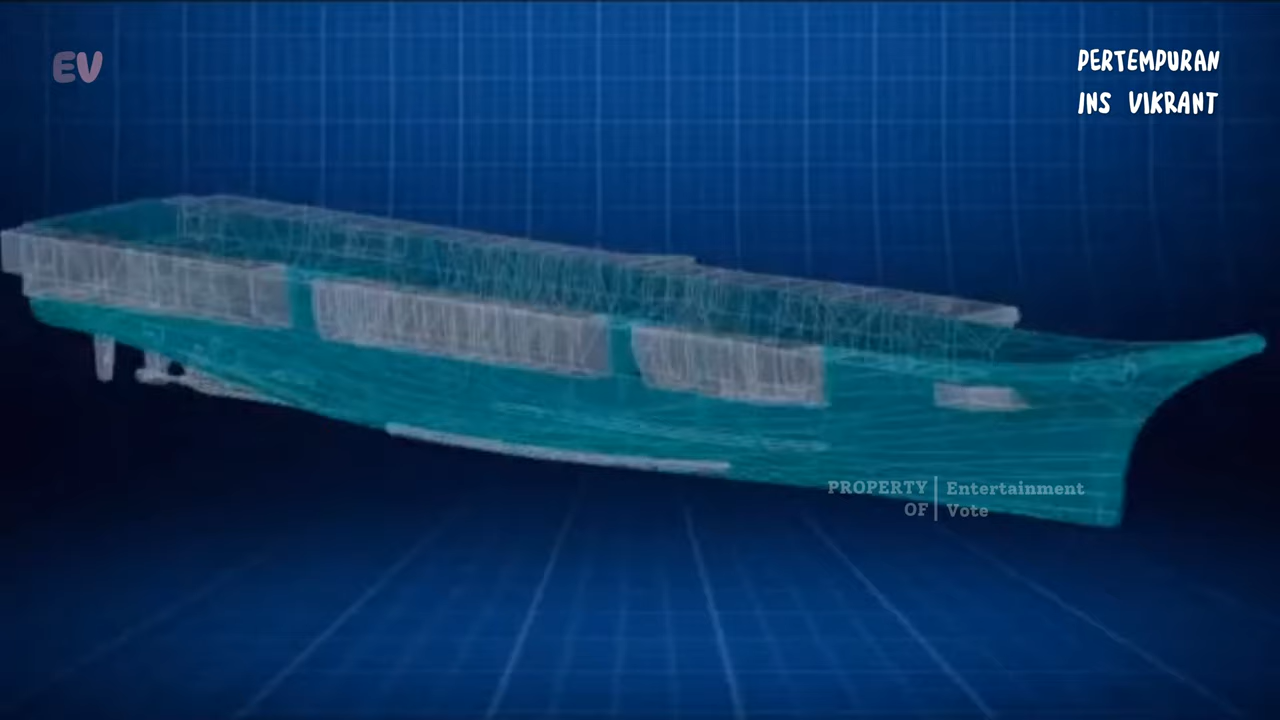 EV
PERTEMPURAN
INS VIKRANT
PROPERTY OF
Entertainment Vote